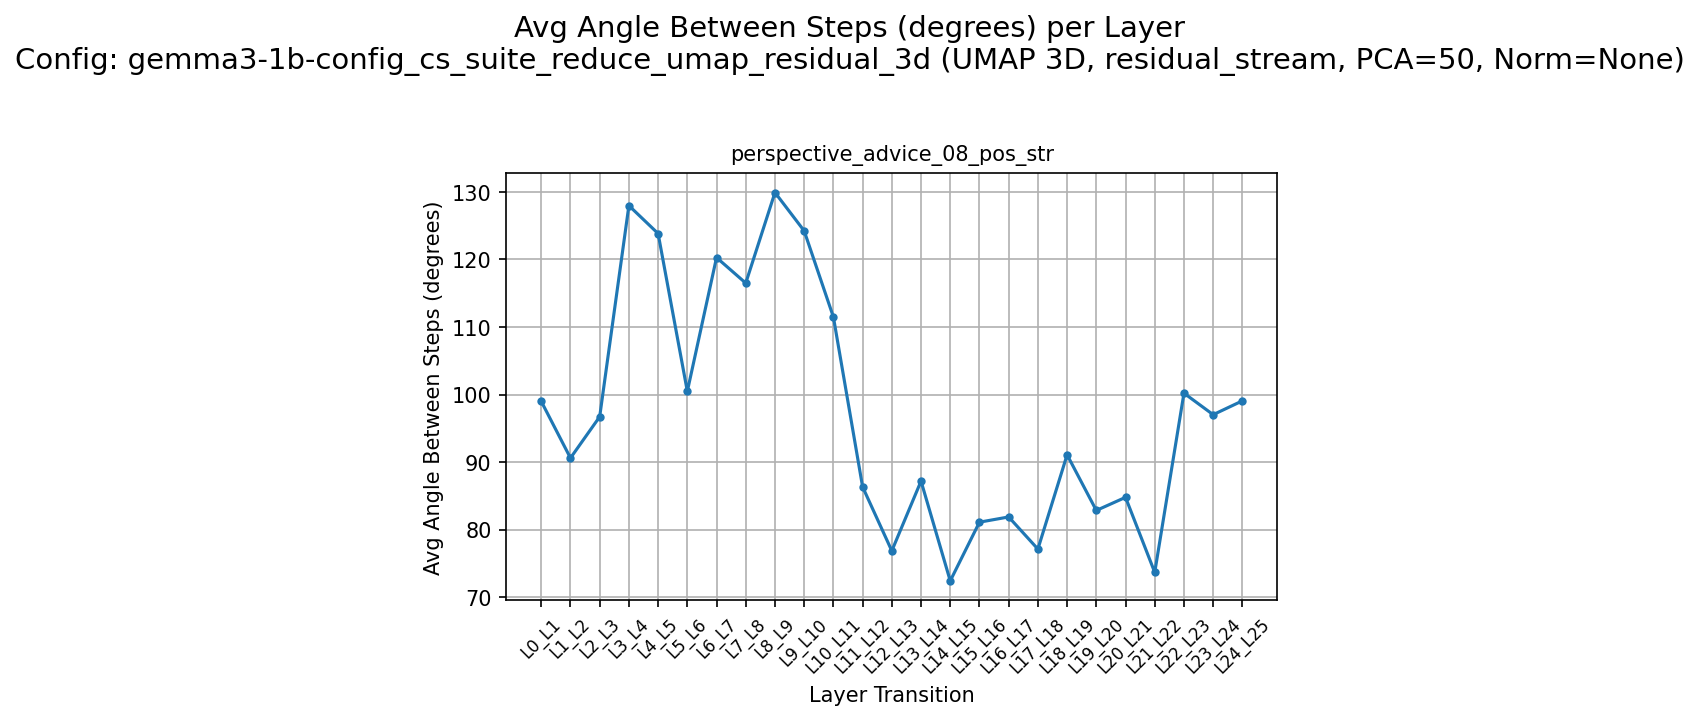 Avg Angle Between Steps (degrees) per Layer
Config: gemma3-1b-config_cs_suite_reduce_umap_residual_3d (UMAP 3D, residual_stream, PCA=50, Norm=None)
perspective_advice_08_pos_str
Avg Angle Between Steps (degrees)
130
120
110
100
90
80
70
L0_L1
L1_L2
L2_L3
L3_L4
L4_L5
L5_L6
L6_L7
L7_L8
L8_L9
L9_L10
L10_L11
L11_L12
L12_L13
L13_L14
L14_L15
L15_L16
L16_L17
L17_L18
L18_L19
L19_L20
L20_L21
L21_L22
L22_L23
L23_L24
L24_L25
Layer Transition